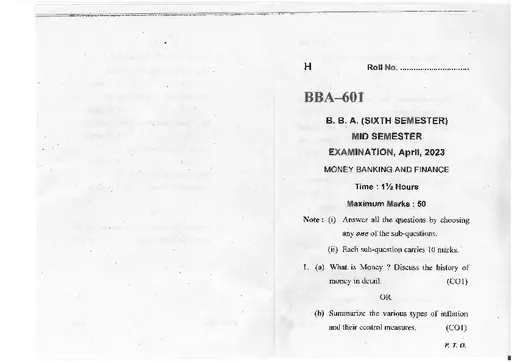 H Roll No. ..............................
BBA–601
B. B. A. (SIXTH SEMESTER)
MID SEMESTER
EXAMINATION, April, 2023
MONEY BANKING AND FINANCE
Time : 1½ Hours
Maximum Marks : 50
Note : (i) Answer all the questions by choosing
any one of the sub-questions.
(ii) Each sub-question carries 10 marks.
1. (a) What is Money ? Discuss the history of
money in detail. (CO1)
OR
(b) Summarize the various types of inflation
and their control measures. (CO1)
P. T. O.